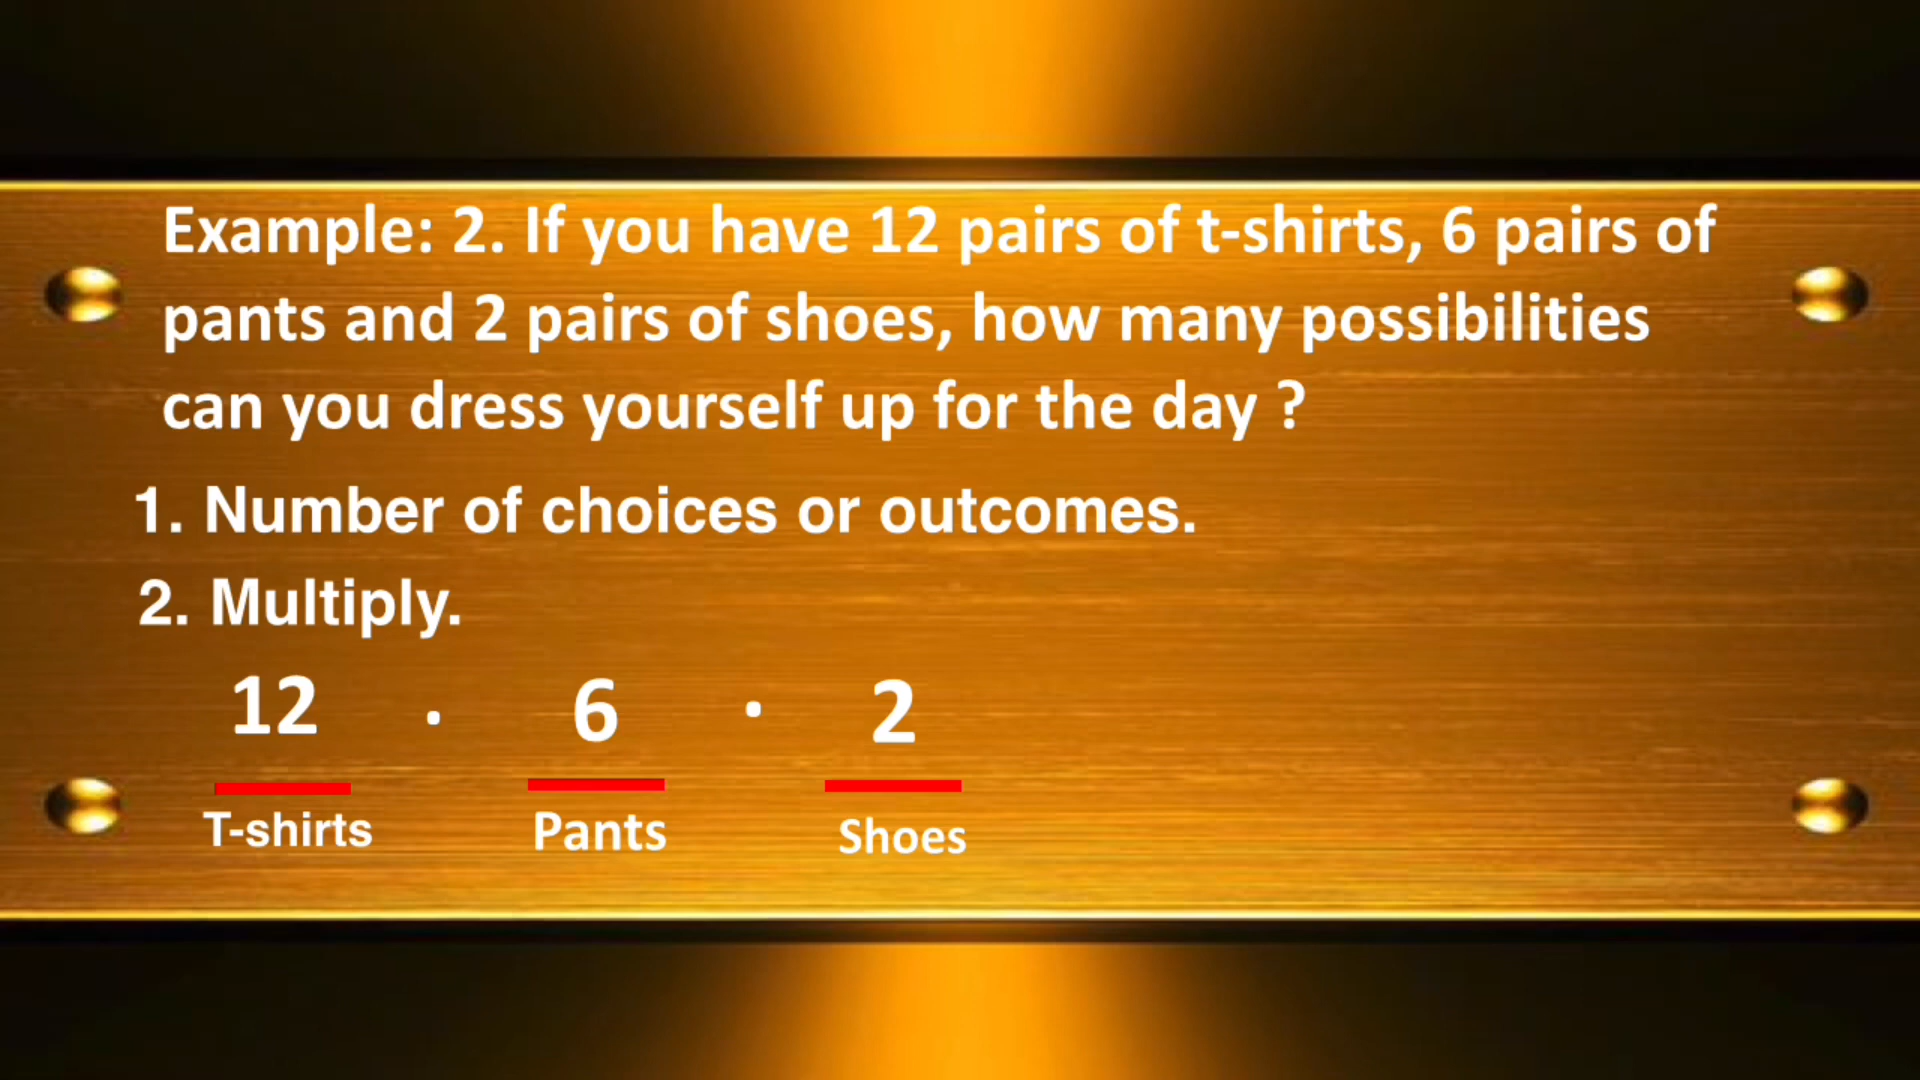 Example: 2. If you have 12 pairs of t-shirts, 6 pairs of
pants and 2 pairs of shoes, how many possibilities
can you dress yourself up for the day ?
1. Number of choices or outcomes.
2. Multiply.
12 . 6 . 2
T-shirts Pants Shoes